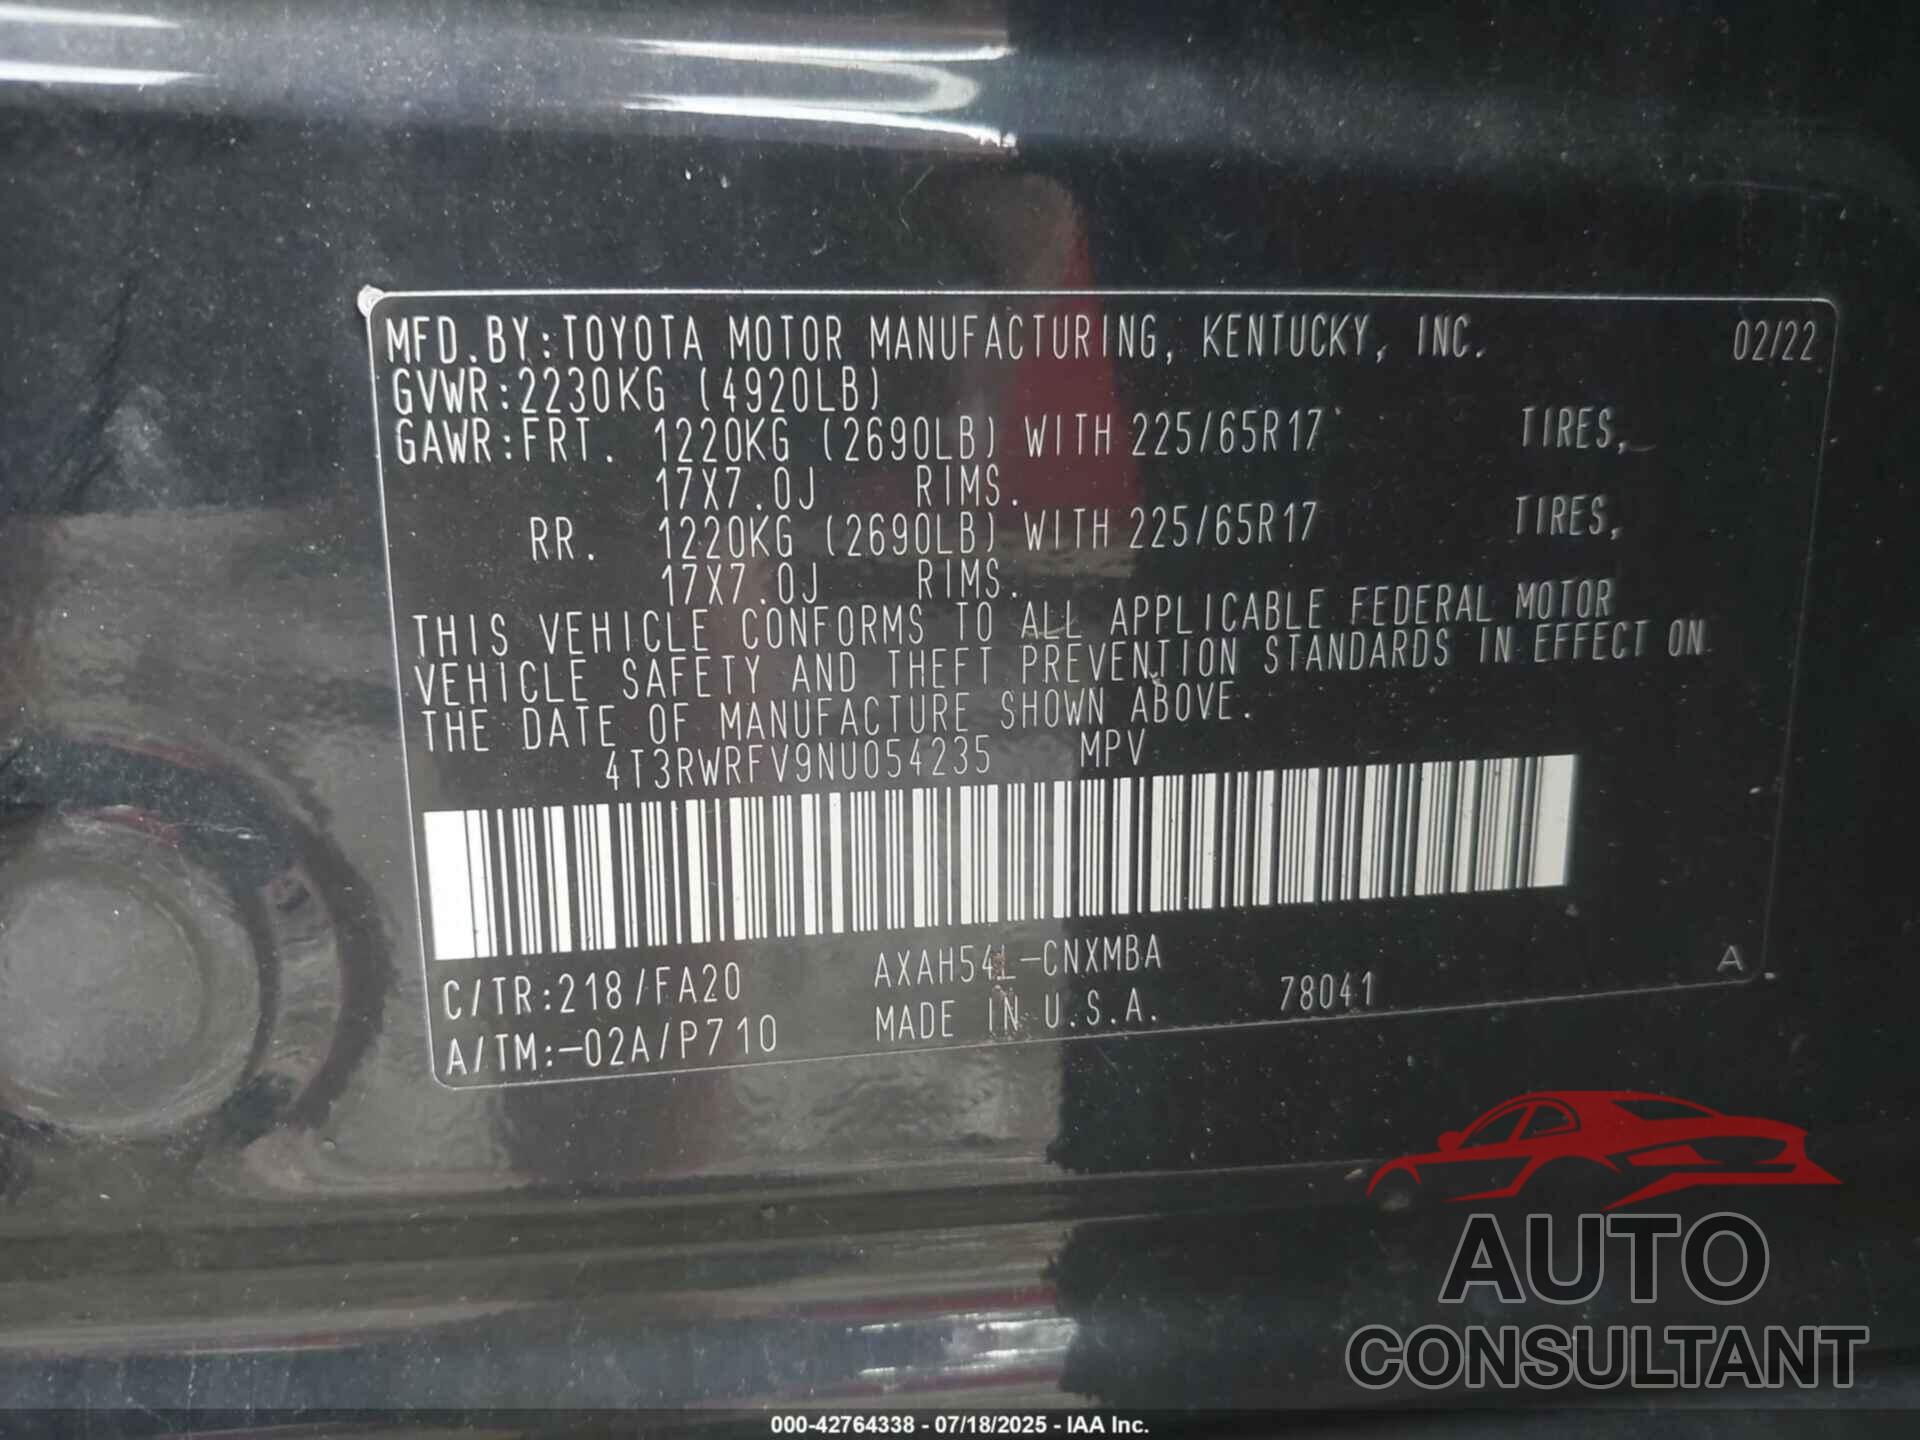 MFD.BY:TOYOTA MOTOR MANUFACTURING, KENTUCKY, INC. 02/22
GVWR:2230KG (4920LB)
GAWR:FRT. 1220KG (2690LB) WITH 225/65R17 TIRES,
17X7.0J RIMS.
RR. 1220KG (2690LB) WITH 225/65R17 TIRES,
17X7.0J RIMS.
THIS VEHICLE CONFORMS TO ALL APPLICABLE FEDERAL MOTOR
VEHICLE SAFETY AND THEFT PREVENTION STANDARDS IN EFFECT ON
THE DATE OF MANUFACTURE SHOWN ABOVE.
4T3RWRFV9NU054235 MPV
C/TR:218/FA20 AXAH54L-CNXMBA A
A/TM:-02A/P710 MADE IN U.S.A. 78041
AUTO
CONSULTANT
000-42764338 - 07/18/2025 - IAA Inc.